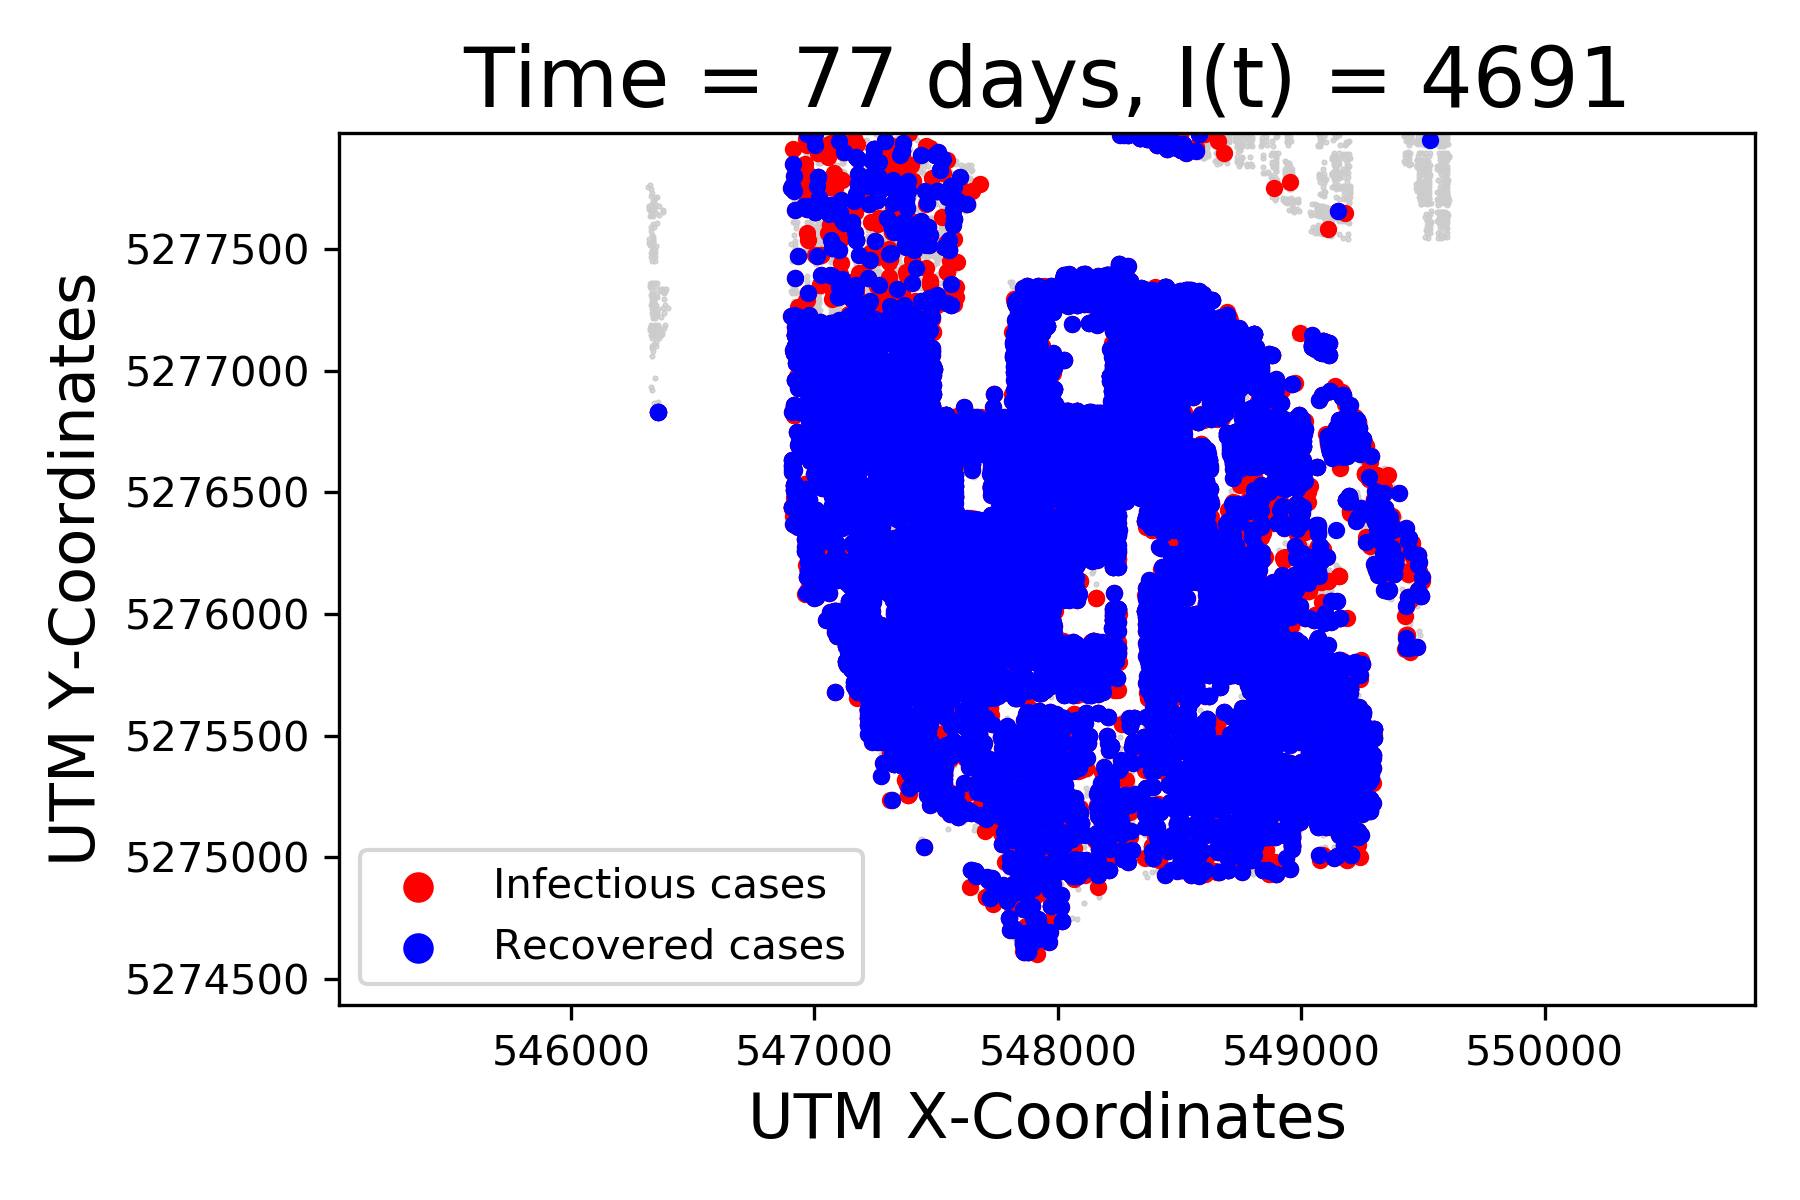 Time = 77 days, I(t) = 4691
UTM Y-Coordinates
5277500
5277000
5276500
5276000
5275500
5275000
5274500
Infectious cases
Recovered cases
546000 547000 548000 549000 550000
UTM X-Coordinates